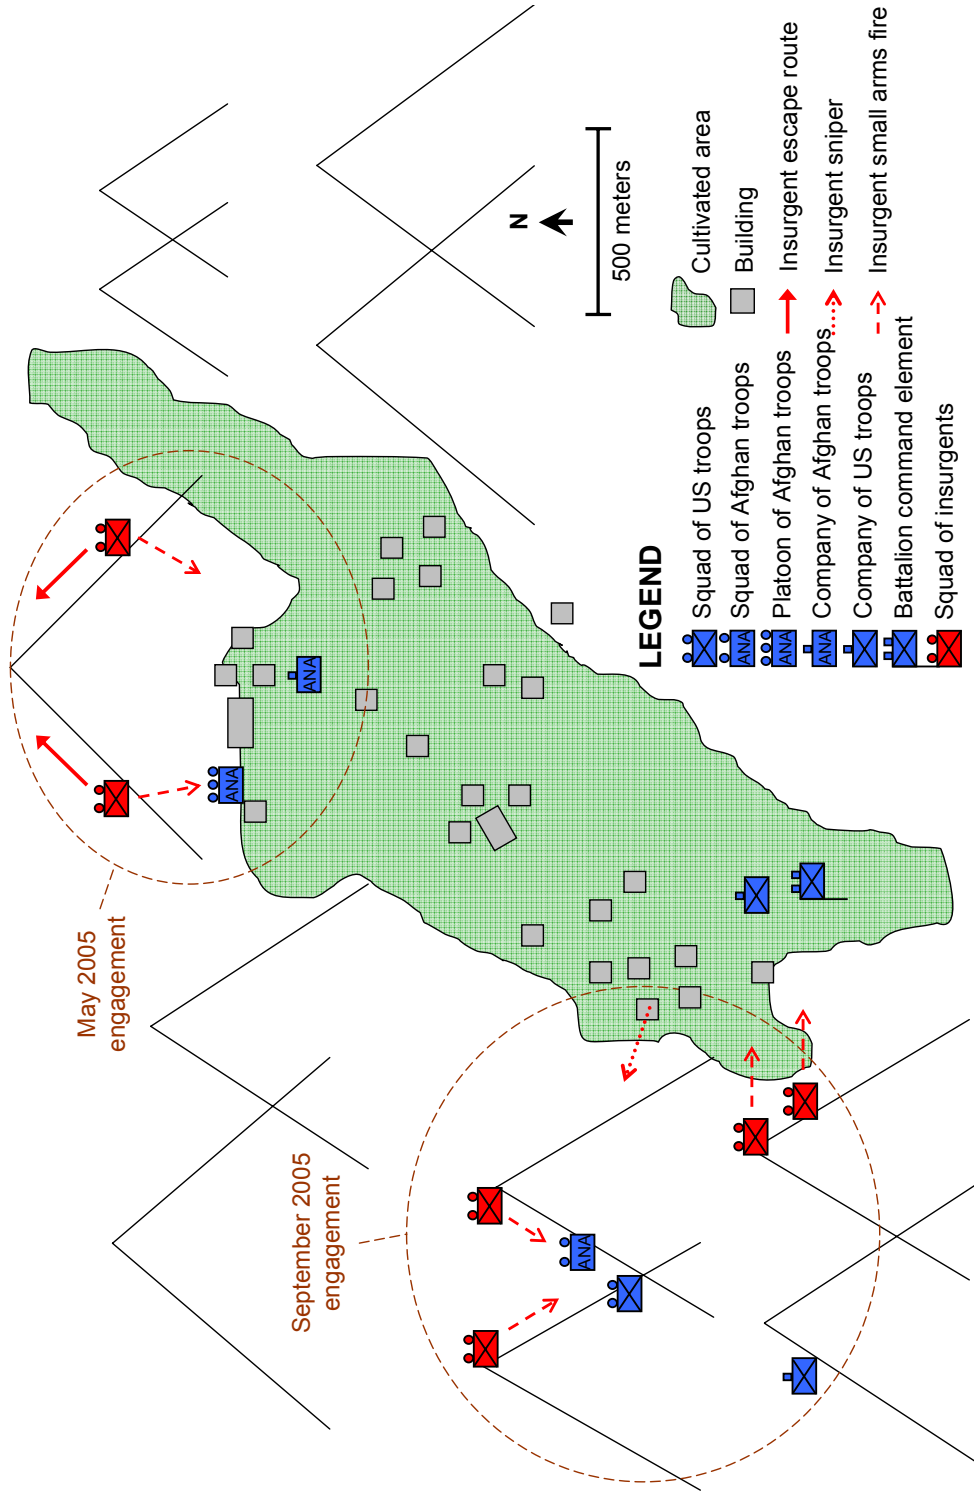 May 2005
engagement
September 2005
engagement
N
500 meters
ANA
ANA
ANA
LEGEND
Squad of US troops
ANA Squad of Afghan troops
ANA Platoon of Afghan troops
ANA Company of Afghan troops
Company of US troops
Battalion command element
Squad of insurgents
Cultivated area
Building
Insurgent escape route
Insurgent sniper
Insurgent small arms fire